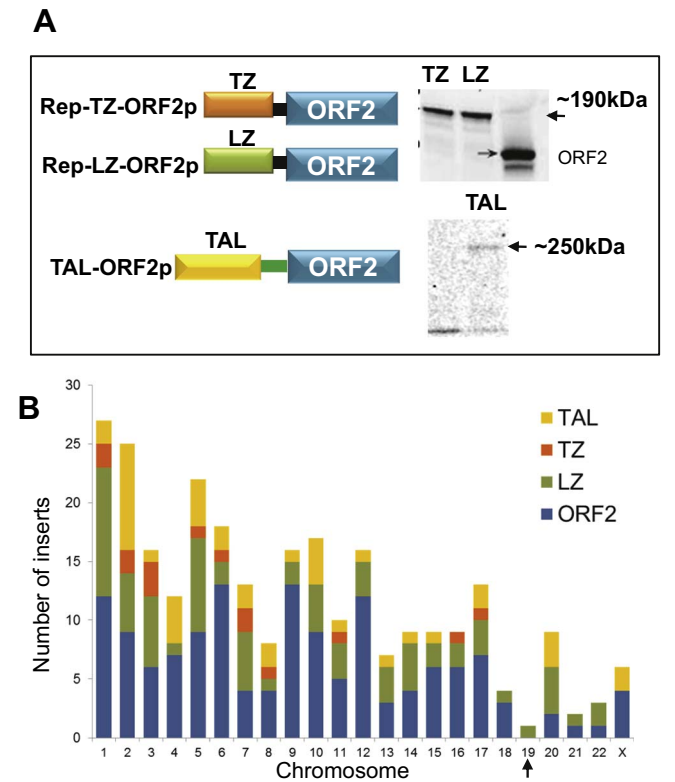 A
TZ
TZ LZ
Rep-TZ-ORF2p
ORF2
~190kDa
LZ
Rep-LZ-ORF2p
ORF2
ORF2
TAL
TAL
TAL-ORF2p
ORF2
~250kDa
B
30
25
20
15
10
5
0
Number of inserts
TAL
TZ
LZ
ORF2
1 2 3 4 5 6 7 8 9 10 11 12 13 14 15 16 17 18 19 20 21 22 X
Chromosome